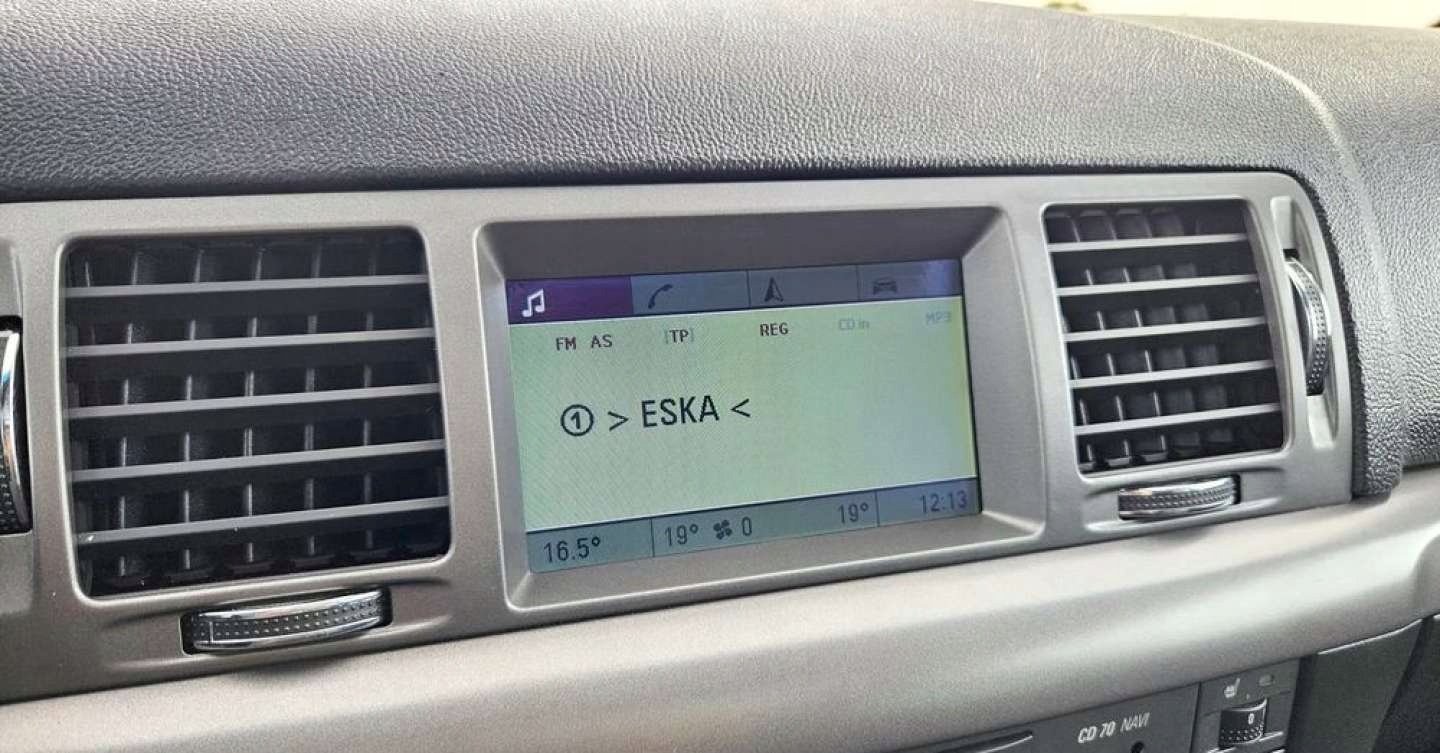 FM AS [TP] REG CD in MP3
① > ESKA <
16.5° 19° 0 19° 12:13
CD 70 NAVI
0